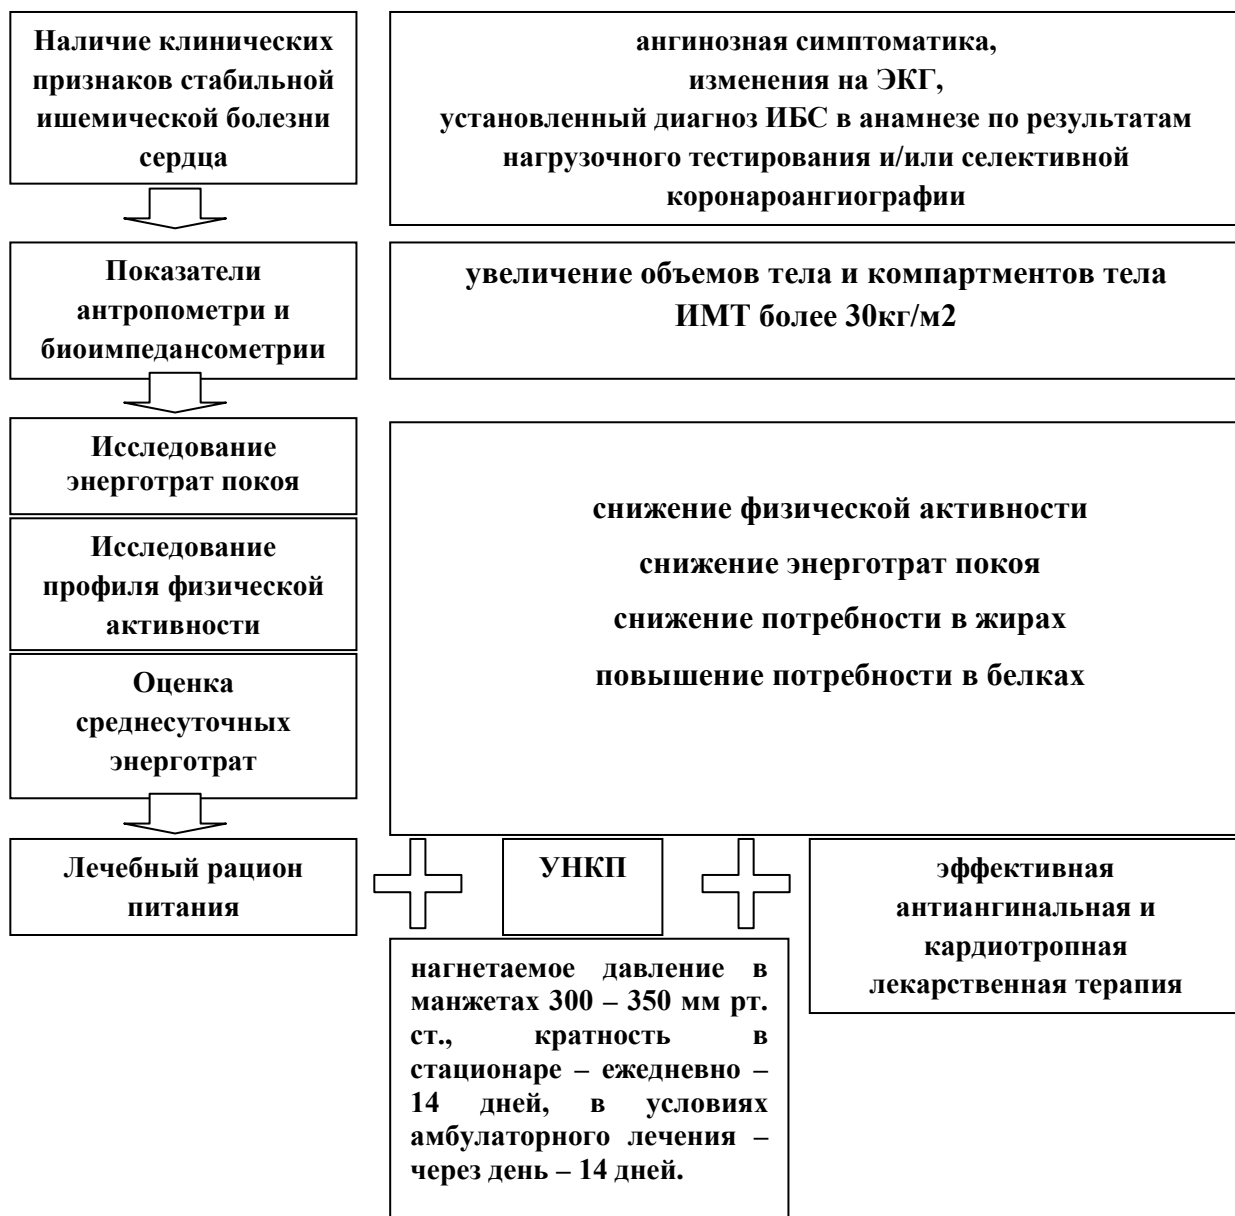 Наличие клинических
признаков стабильной
ишемической болезни
сердца
ангинозная симптоматика,
изменения на ЭКГ,
установленный диагноз ИБС в анамнезе по результатам
нагрузочного тестирования и/или селективной
коронароангиографии
Показатели
антропометри и
биоимпедансометрии
увеличение объемов тела и компартментов тела
ИМТ более 30кг/м2
Исследование
энерготрат покоя
Исследование
профиля физической
активности
Оценка
среднесуточных
энерготрат
снижение физической активности
снижение энерготрат покоя
снижение потребности в жирах
повышение потребности в белках
Лечебный рацион
питания
УНКП
эффективная
антиангинальная и
кардиотропная
лекарственная терапия
нагнетаемое давление в
манжетах 300 – 350 мм рт.
ст., кратность в
стационаре – ежедневно –
14 дней, в условиях
амбулаторного лечения –
через день – 14 дней.